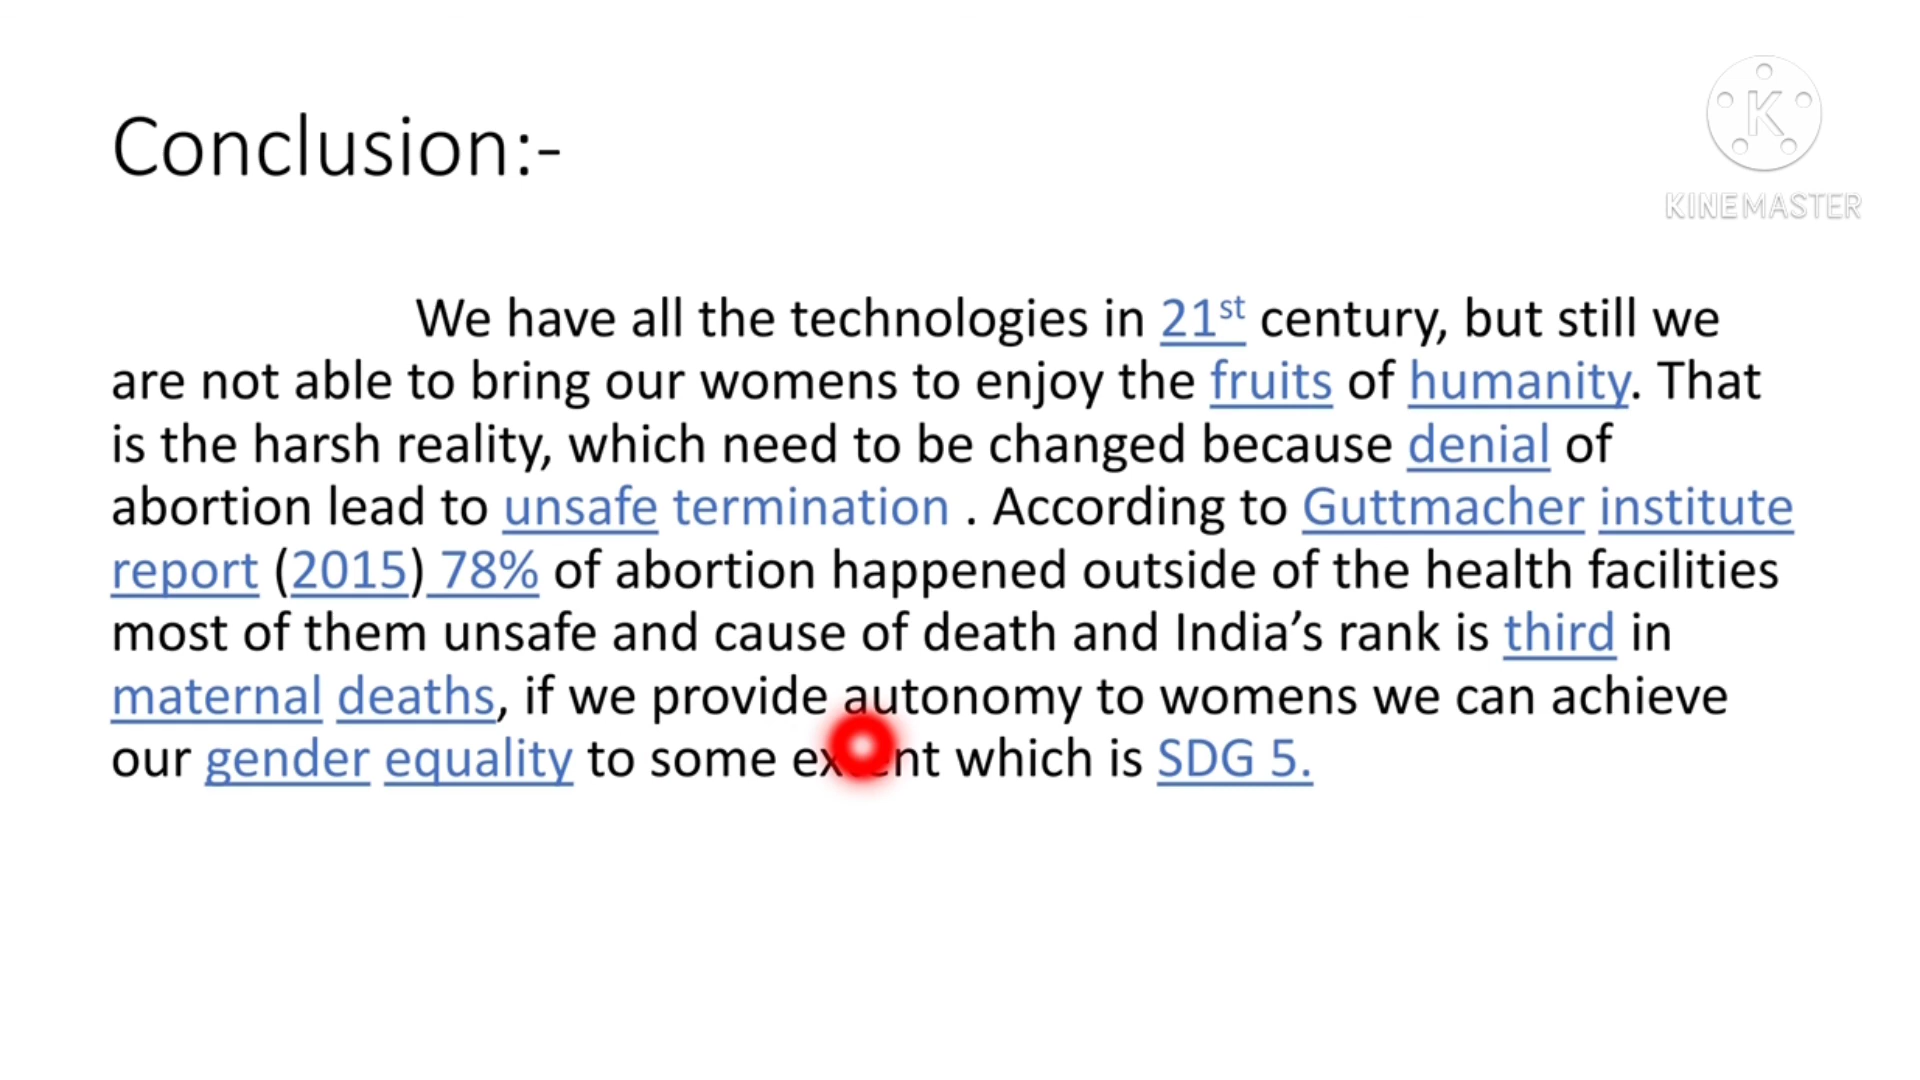 Conclusion:-
K
KINEMASTER
We have all the technologies in 21st century, but still we
are not able to bring our womens to enjoy the fruits of humanity. That
is the harsh reality, which need to be changed because denial of
abortion lead to unsafe termination . According to Guttmacher institute
report (2015) 78% of abortion happened outside of the health facilities
most of them unsafe and cause of death and India’s rank is third in
maternal deaths, if we provide autonomy to womens we can achieve
our gender equality to some extent which is SDG 5.